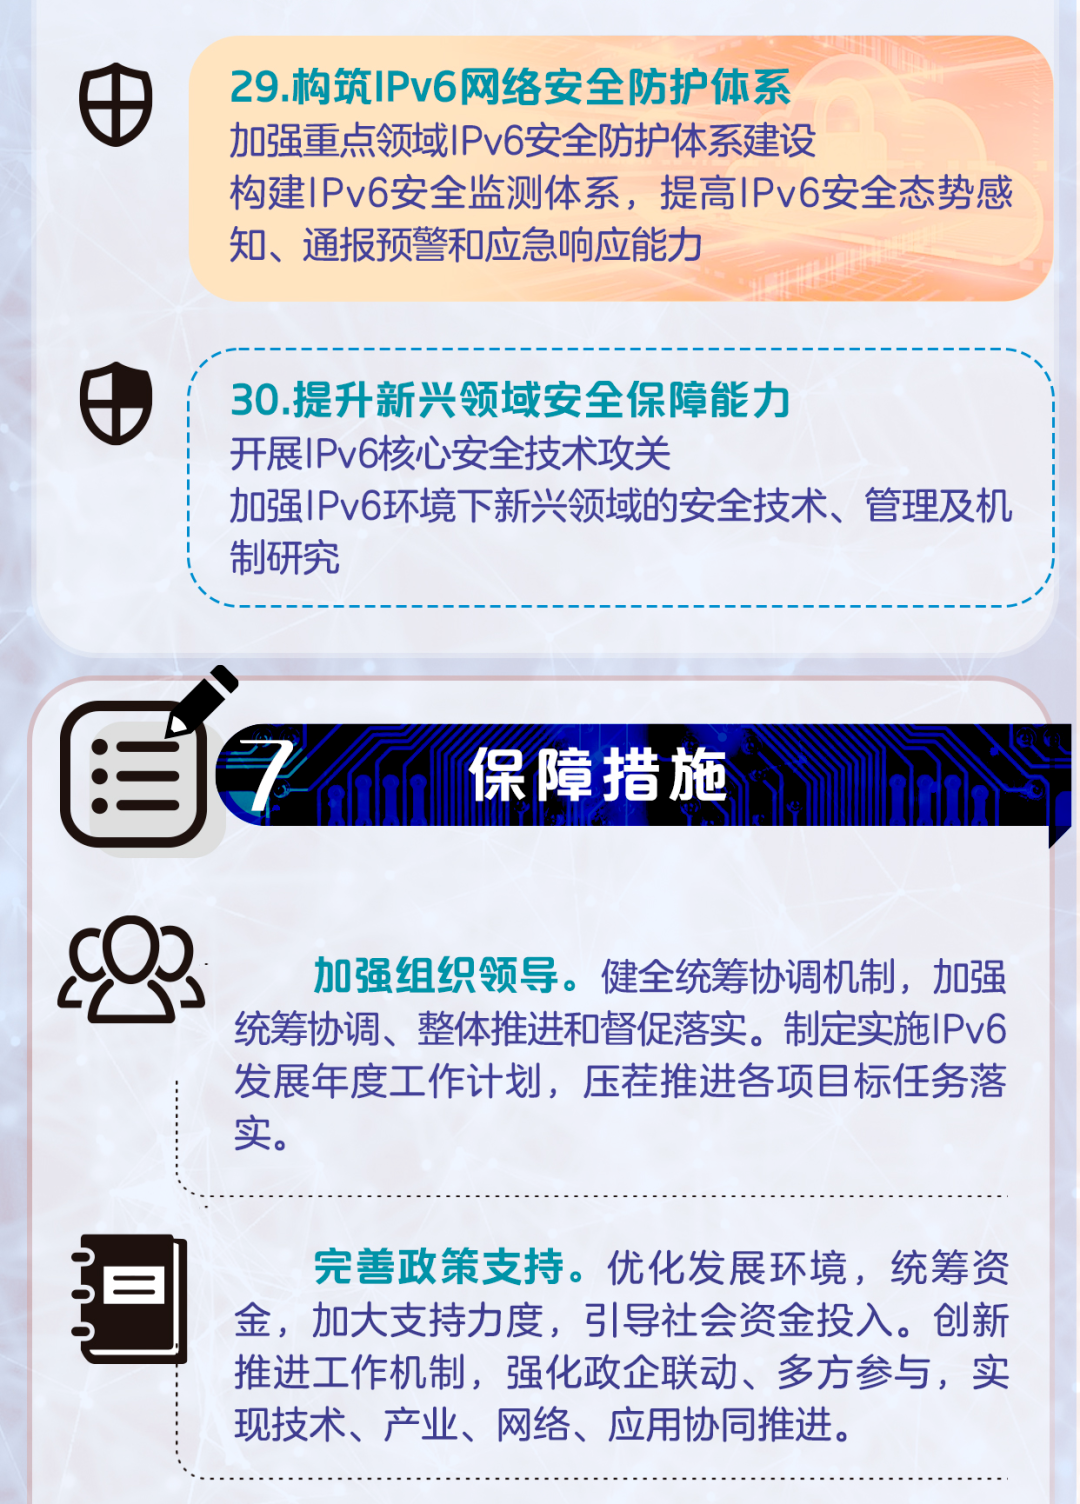 29.构筑IPv6网络安全防护体系
加强重点领域IPv6安全防护体系建设
构建IPv6安全监测体系，提高IPv6安全态势感
知、通报预警和应急响应能力
30.提升新兴领域安全保障能力
开展IPv6核心安全技术攻关
加强IPv6环境下新兴领域的安全技术、管理及机
制研究
7 保障措施
加强组织领导。健全统筹协调机制，加强
统筹协调、整体推进和督促落实。制定实施IPv6
发展年度工作计划，压茬推进各项目标任务落
实。
完善政策支持。优化发展环境，统筹资
金，加大支持力度，引导社会资金投入。创新
推进工作机制，强化政企联动、多方参与，实
现技术、产业、网络、应用协同推进。